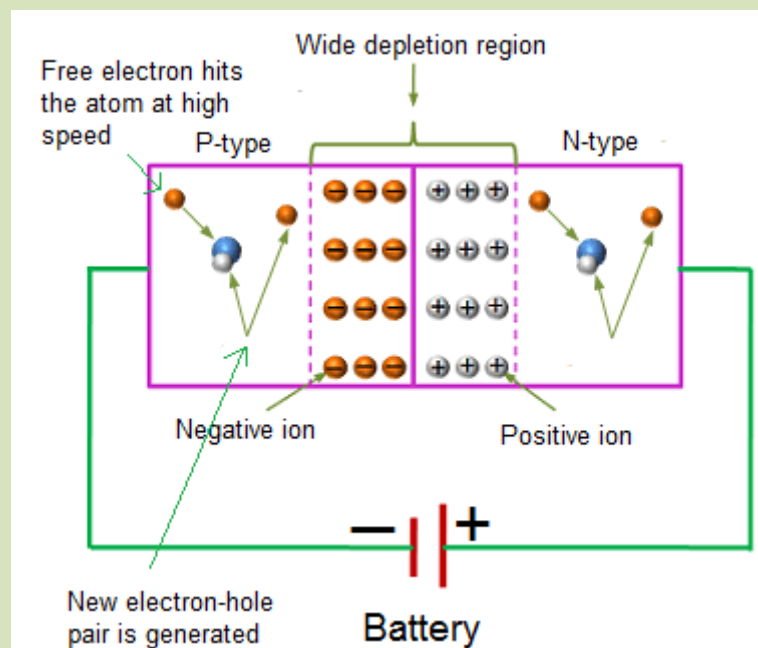 Wide depletion region
Free electron hits
the atom at high
speed
P-type
N-type
Negative ion
Positive ion
− +
New electron-hole
pair is generated
Battery